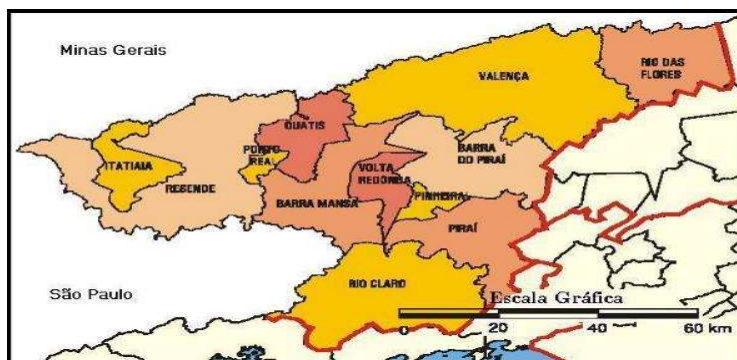 Minas Gerais
RIO DAS
FLORES
VALENÇA
QUATIS
PORTO
REAL
BARRA
DO PIRAÍ
ITATIAIA
VOLTA
REDONDA
RESENDE
PINHEIRAL
BARRA MANSA
PIRAÍ
RIO CLARO
São Paulo
Escala Gráfica
0 20 40 60 km